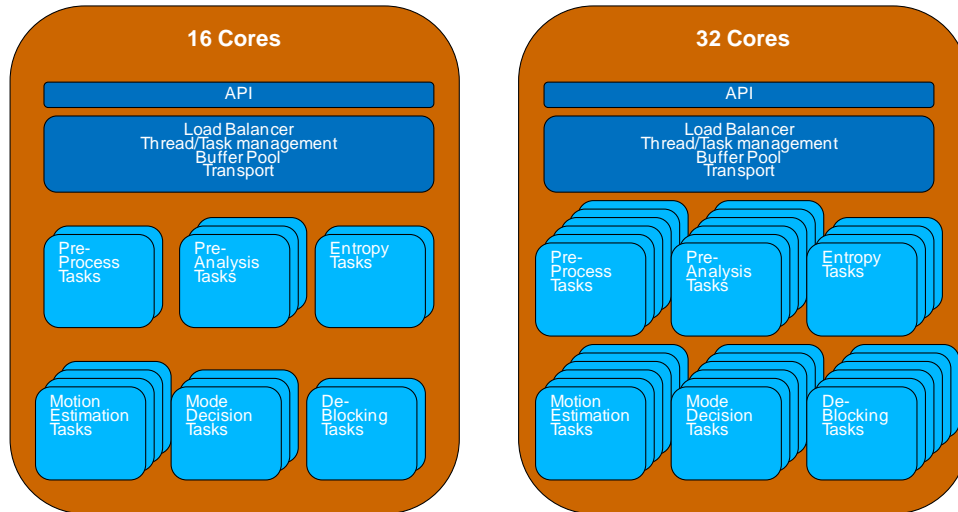 16 Cores
API
Load Balancer
Thread/Task management
Buffer Pool
Transport
Pre-
Process
Tasks
Pre-
Analysis
Tasks
Entropy
Tasks
Motion
Estimation
Tasks
Mode
Decision
Tasks
De-
Blocking
Tasks
32 Cores
API
Load Balancer
Thread/Task management
Buffer Pool
Transport
Pre-
Process
Tasks
Pre-
Analysis
Tasks
Entropy
Tasks
Motion
Estimation
Tasks
Mode
Decision
Tasks
De-
Blocking
Tasks